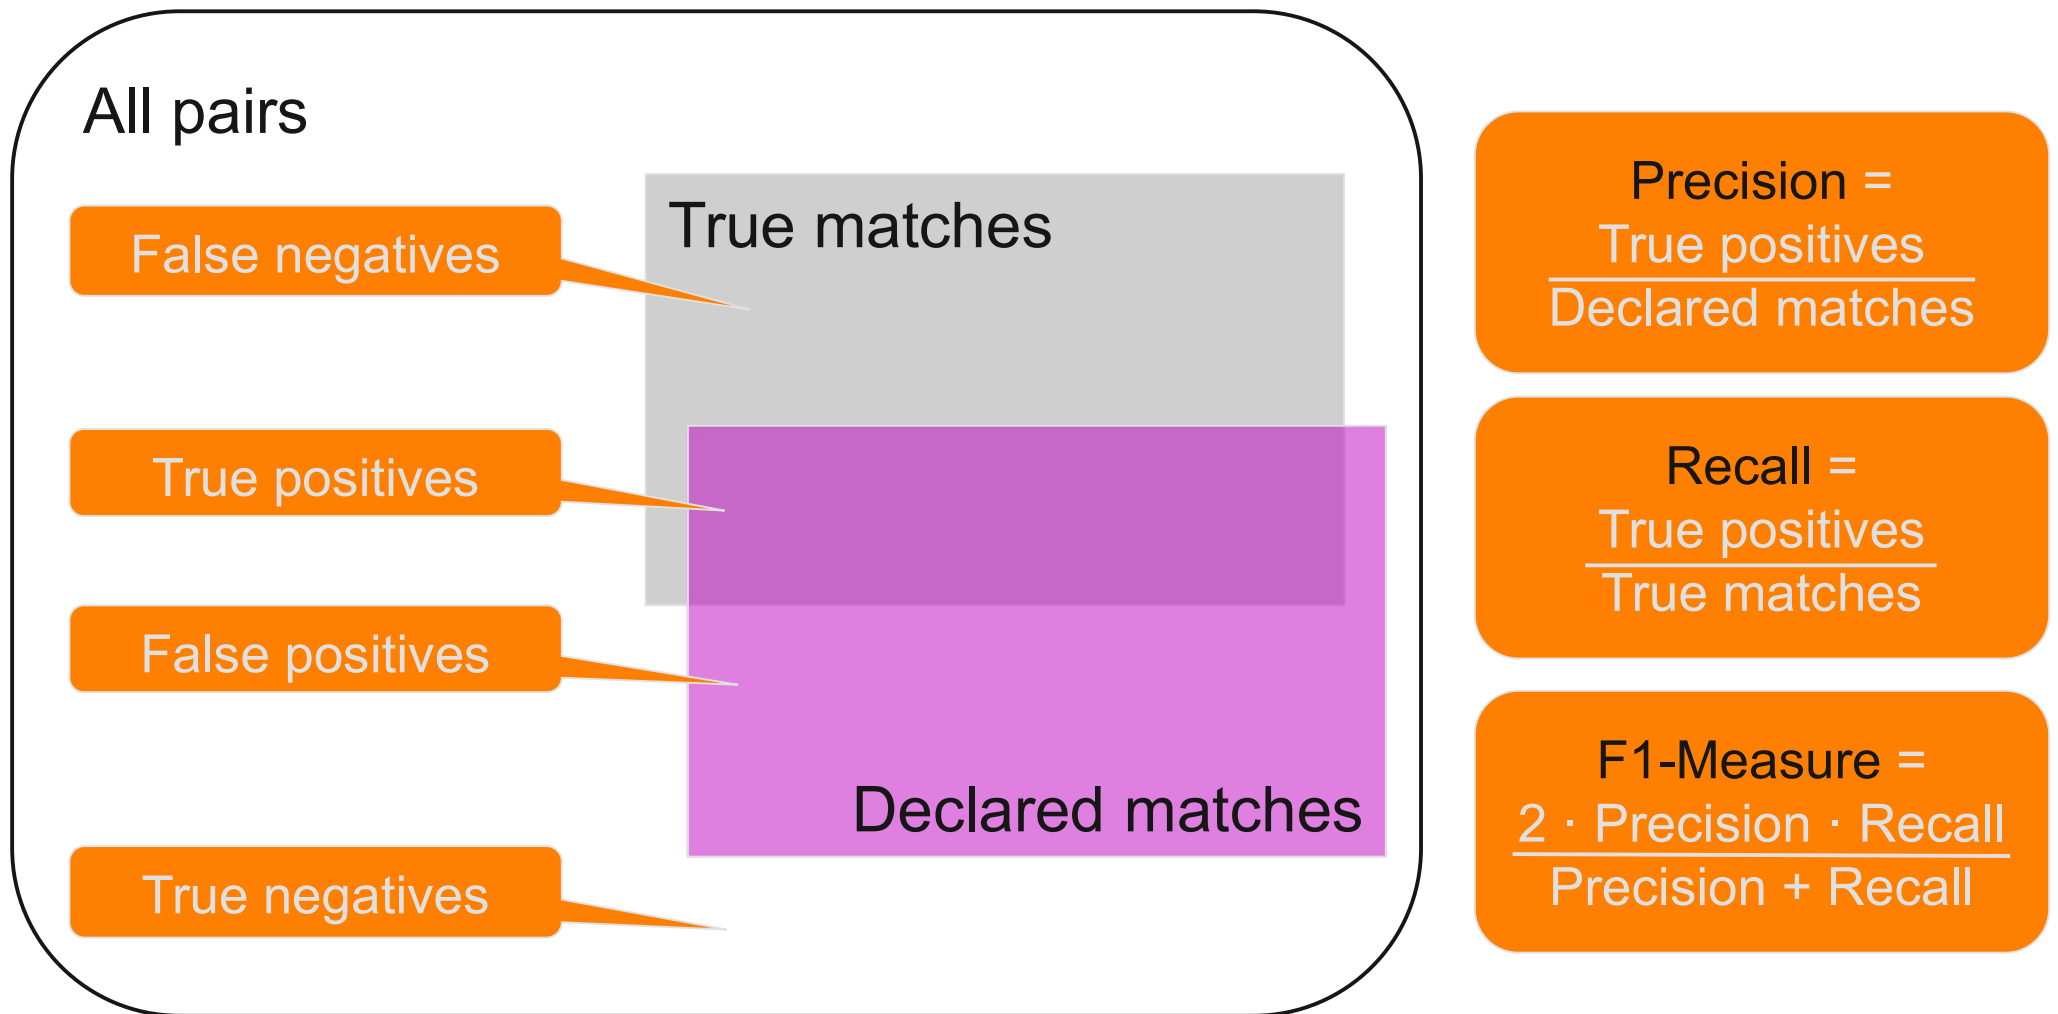 All pairs
True matches
False negatives
True positives
False positives
Declared matches
True negatives
Precision =
True positives
Declared matches
Recall =
True positives
True matches
F1-Measure =
2 · Precision · Recall
Precision + Recall